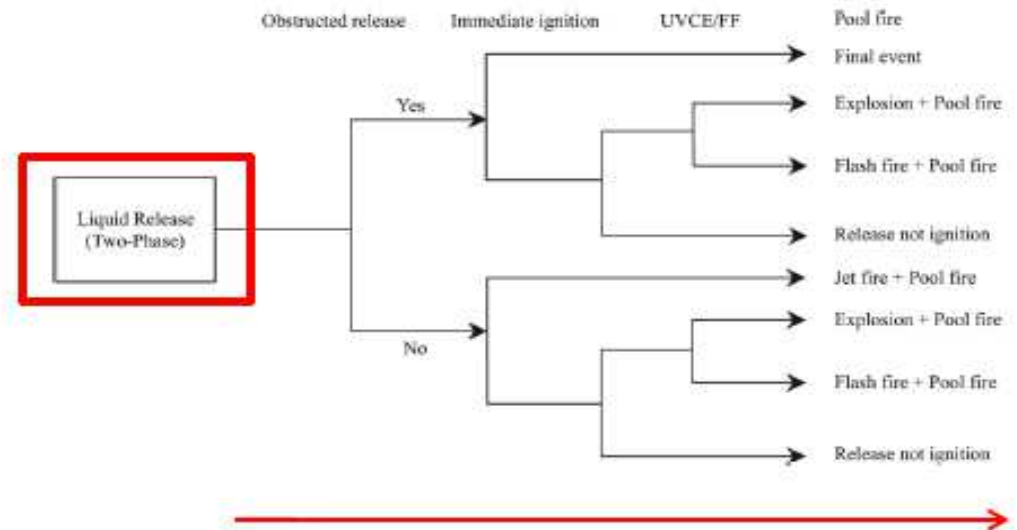 Obstructed release Immediate ignition UVCE/FF Pool fire
Final event
Yes
Explosion + Pool fire
Flash fire + Pool fire
Liquid Release
(Two-Phase)
Release not ignition
Jet fire + Pool fire
Explosion + Pool fire
No
Flash fire + Pool fire
Release not ignition